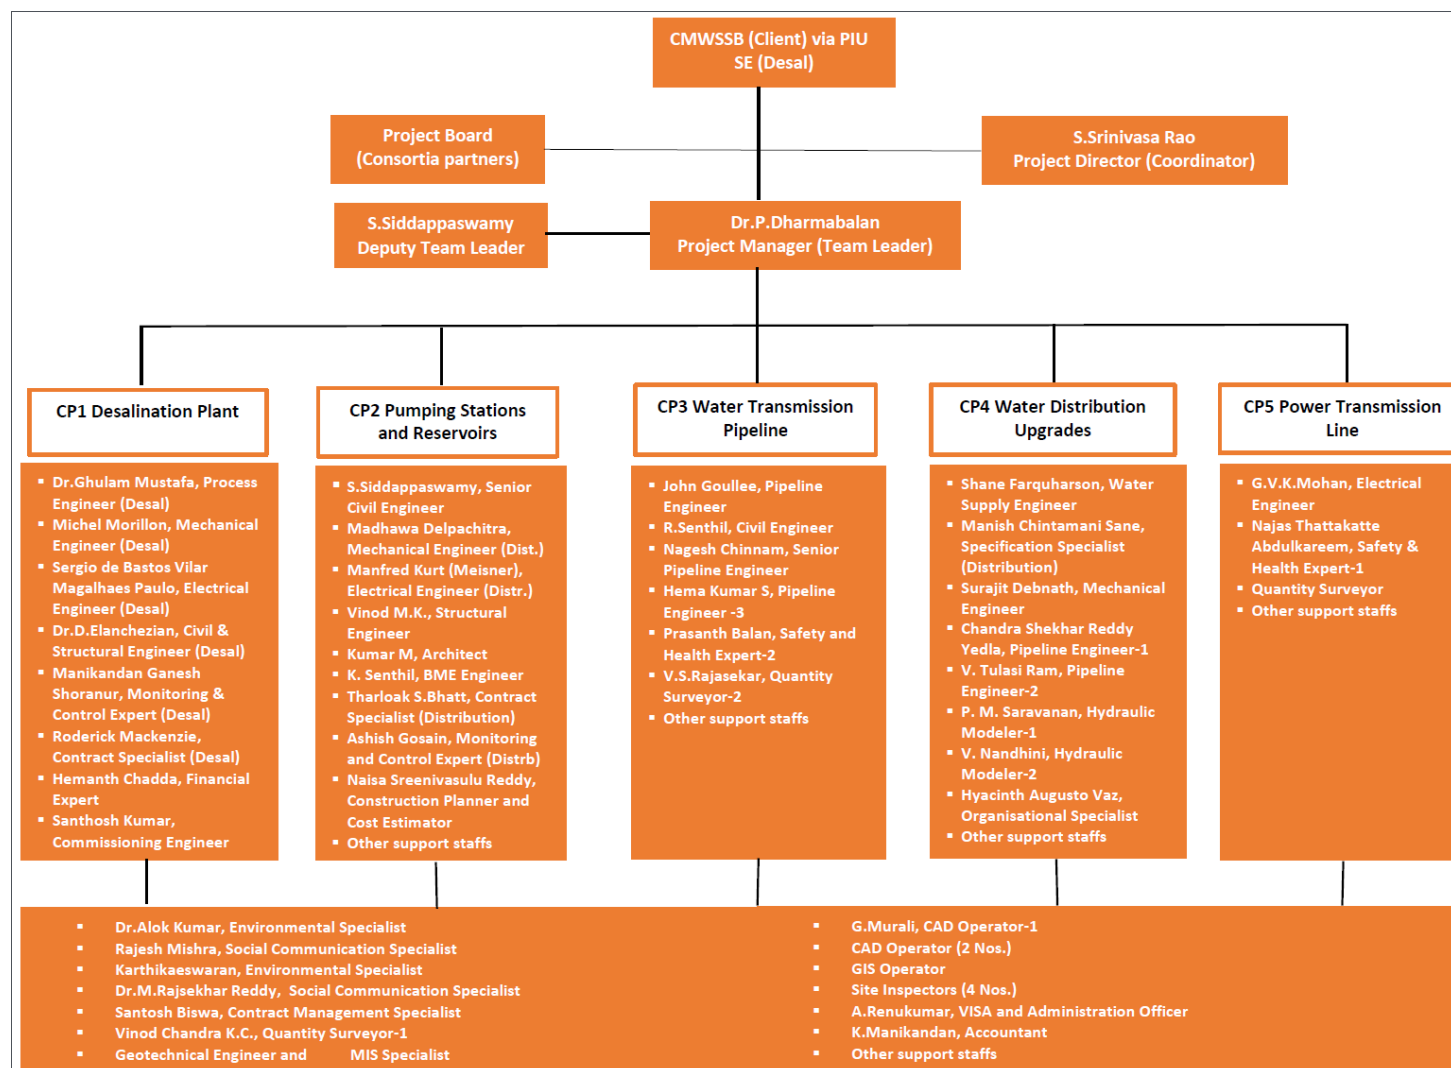 CMWSSB (Client) via PIU
SE (Desal)
Project Board
(Consortia partners)
S.Srinivasa Rao
Project Director (Coordinator)
S.Siddappaswamy
Deputy Team Leader
Dr.P.Dharmabalan
Project Manager (Team Leader)
CP1 Desalination Plant
CP2 Pumping Stations
and Reservoirs
CP3 Water Transmission
Pipeline
CP4 Water Distribution
Upgrades
CP5 Power Transmission
Line
▪ Dr.Ghulam Mustafa, Process
Engineer (Desal)
▪ Michel Morillon, Mechanical
Engineer (Desal)
▪ Sergio de Bastos Vilar
Magalhaes Paulo, Electrical
Engineer (Desal)
▪ Dr.D.Elanchezian, Civil &
Structural Engineer (Desal)
▪ Manikandan Ganesh
Shoranur, Monitoring &
Control Expert (Desal)
▪ Roderick Mackenzie,
Contract Specialist (Desal)
▪ Hemanth Chadda, Financial
Expert
▪ Santhosh Kumar,
Commissioning Engineer
▪ S.Siddappaswamy, Senior
Civil Engineer
▪ Madhawa Delpachitra,
Mechanical Engineer (Dist.)
▪ Manfred Kurt (Meisner),
Electrical Engineer (Distr.)
▪ Vinod M.K., Structural
Engineer
▪ Kumar M, Architect
▪ K. Senthil, BME Engineer
▪ Tharloak S.Bhatt, Contract
Specialist (Distribution)
▪ Ashish Gosain, Monitoring
and Control Expert (Distrb)
▪ Naisa Sreenivasulu Reddy,
Construction Planner and
Cost Estimator
▪ Other support staffs
▪ John Goullee, Pipeline
Engineer
▪ R.Senthil, Civil Engineer
▪ Nagesh Chinnam, Senior
Pipeline Engineer
▪ Hema Kumar S, Pipeline
Engineer -3
▪ Prasanth Balan, Safety and
Health Expert-2
▪ V.S.Rajasekar, Quantity
Surveyor-2
▪ Other support staffs
▪ Shane Farquharson, Water
Supply Engineer
▪ Manish Chintamani Sane,
Specification Specialist
(Distribution)
▪ Surajit Debnath, Mechanical
Engineer
▪ Chandra Shekhar Reddy
Yedla, Pipeline Engineer-1
▪ V. Tulasi Ram, Pipeline
Engineer-2
▪ P. M. Saravanan, Hydraulic
Modeler-1
▪ V. Nandhini, Hydraulic
Modeler-2
▪ Hyacinth Augusto Vaz,
Organisational Specialist
▪ Other support staffs
▪ G.V.K.Mohan, Electrical
Engineer
▪ Najas Thattakatte
Abdulkareem, Safety &
Health Expert-1
▪ Quantity Surveyor
▪ Other support staffs
▪ Dr.Alok Kumar, Environmental Specialist
▪ Rajesh Mishra, Social Communication Specialist
▪ Karthikaeswaran, Environmental Specialist
▪ Dr.M.Rajsekhar Reddy, Social Communication Specialist
▪ Santosh Biswa, Contract Management Specialist
▪ Vinod Chandra K.C., Quantity Surveyor-1
▪ Geotechnical Engineer and MIS Specialist
▪ G.Murali, CAD Operator-1
▪ CAD Operator (2 Nos.)
▪ GIS Operator
▪ Site Inspectors (4 Nos.)
▪ A.Renukumar, VISA and Administration Officer
▪ K.Manikandan, Accountant
▪ Other support staffs